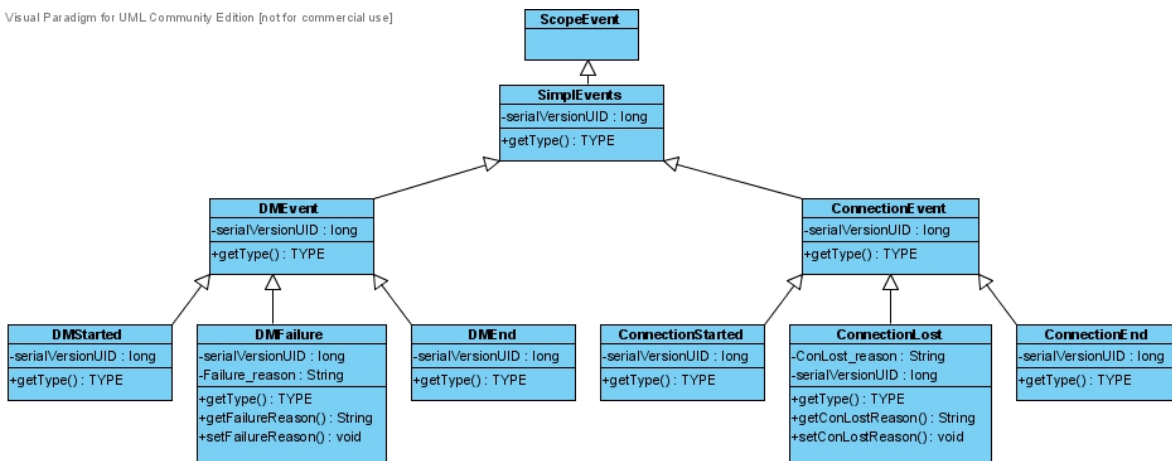 Visual Paradigm for UML Community Edition [not for commercial use]
ScopeEvent
SimplEvents
-serialVersionUID : long
+getType() : TYPE
DMEvent
-serialVersionUID : long
+getType() : TYPE
ConnectionEvent
-serialVersionUID : long
+getType() : TYPE
DMStarted
-serialVersionUID : long
+getType() : TYPE
DMFailure
-serialVersionUID : long
-Failure_reason : String
+getType() : TYPE
+getFailureReason() : String
+setFailureReason() : void
DMEnd
-serialVersionUID : long
+getType() : TYPE
ConnectionStarted
-serialVersionUID : long
+getType() : TYPE
ConnectionLost
-ConLost_reason : String
-serialVersionUID : long
+getType() : TYPE
+getConLostReason() : String
+setConLostReason() : void
ConnectionEnd
-serialVersionUID : long
+getType() : TYPE